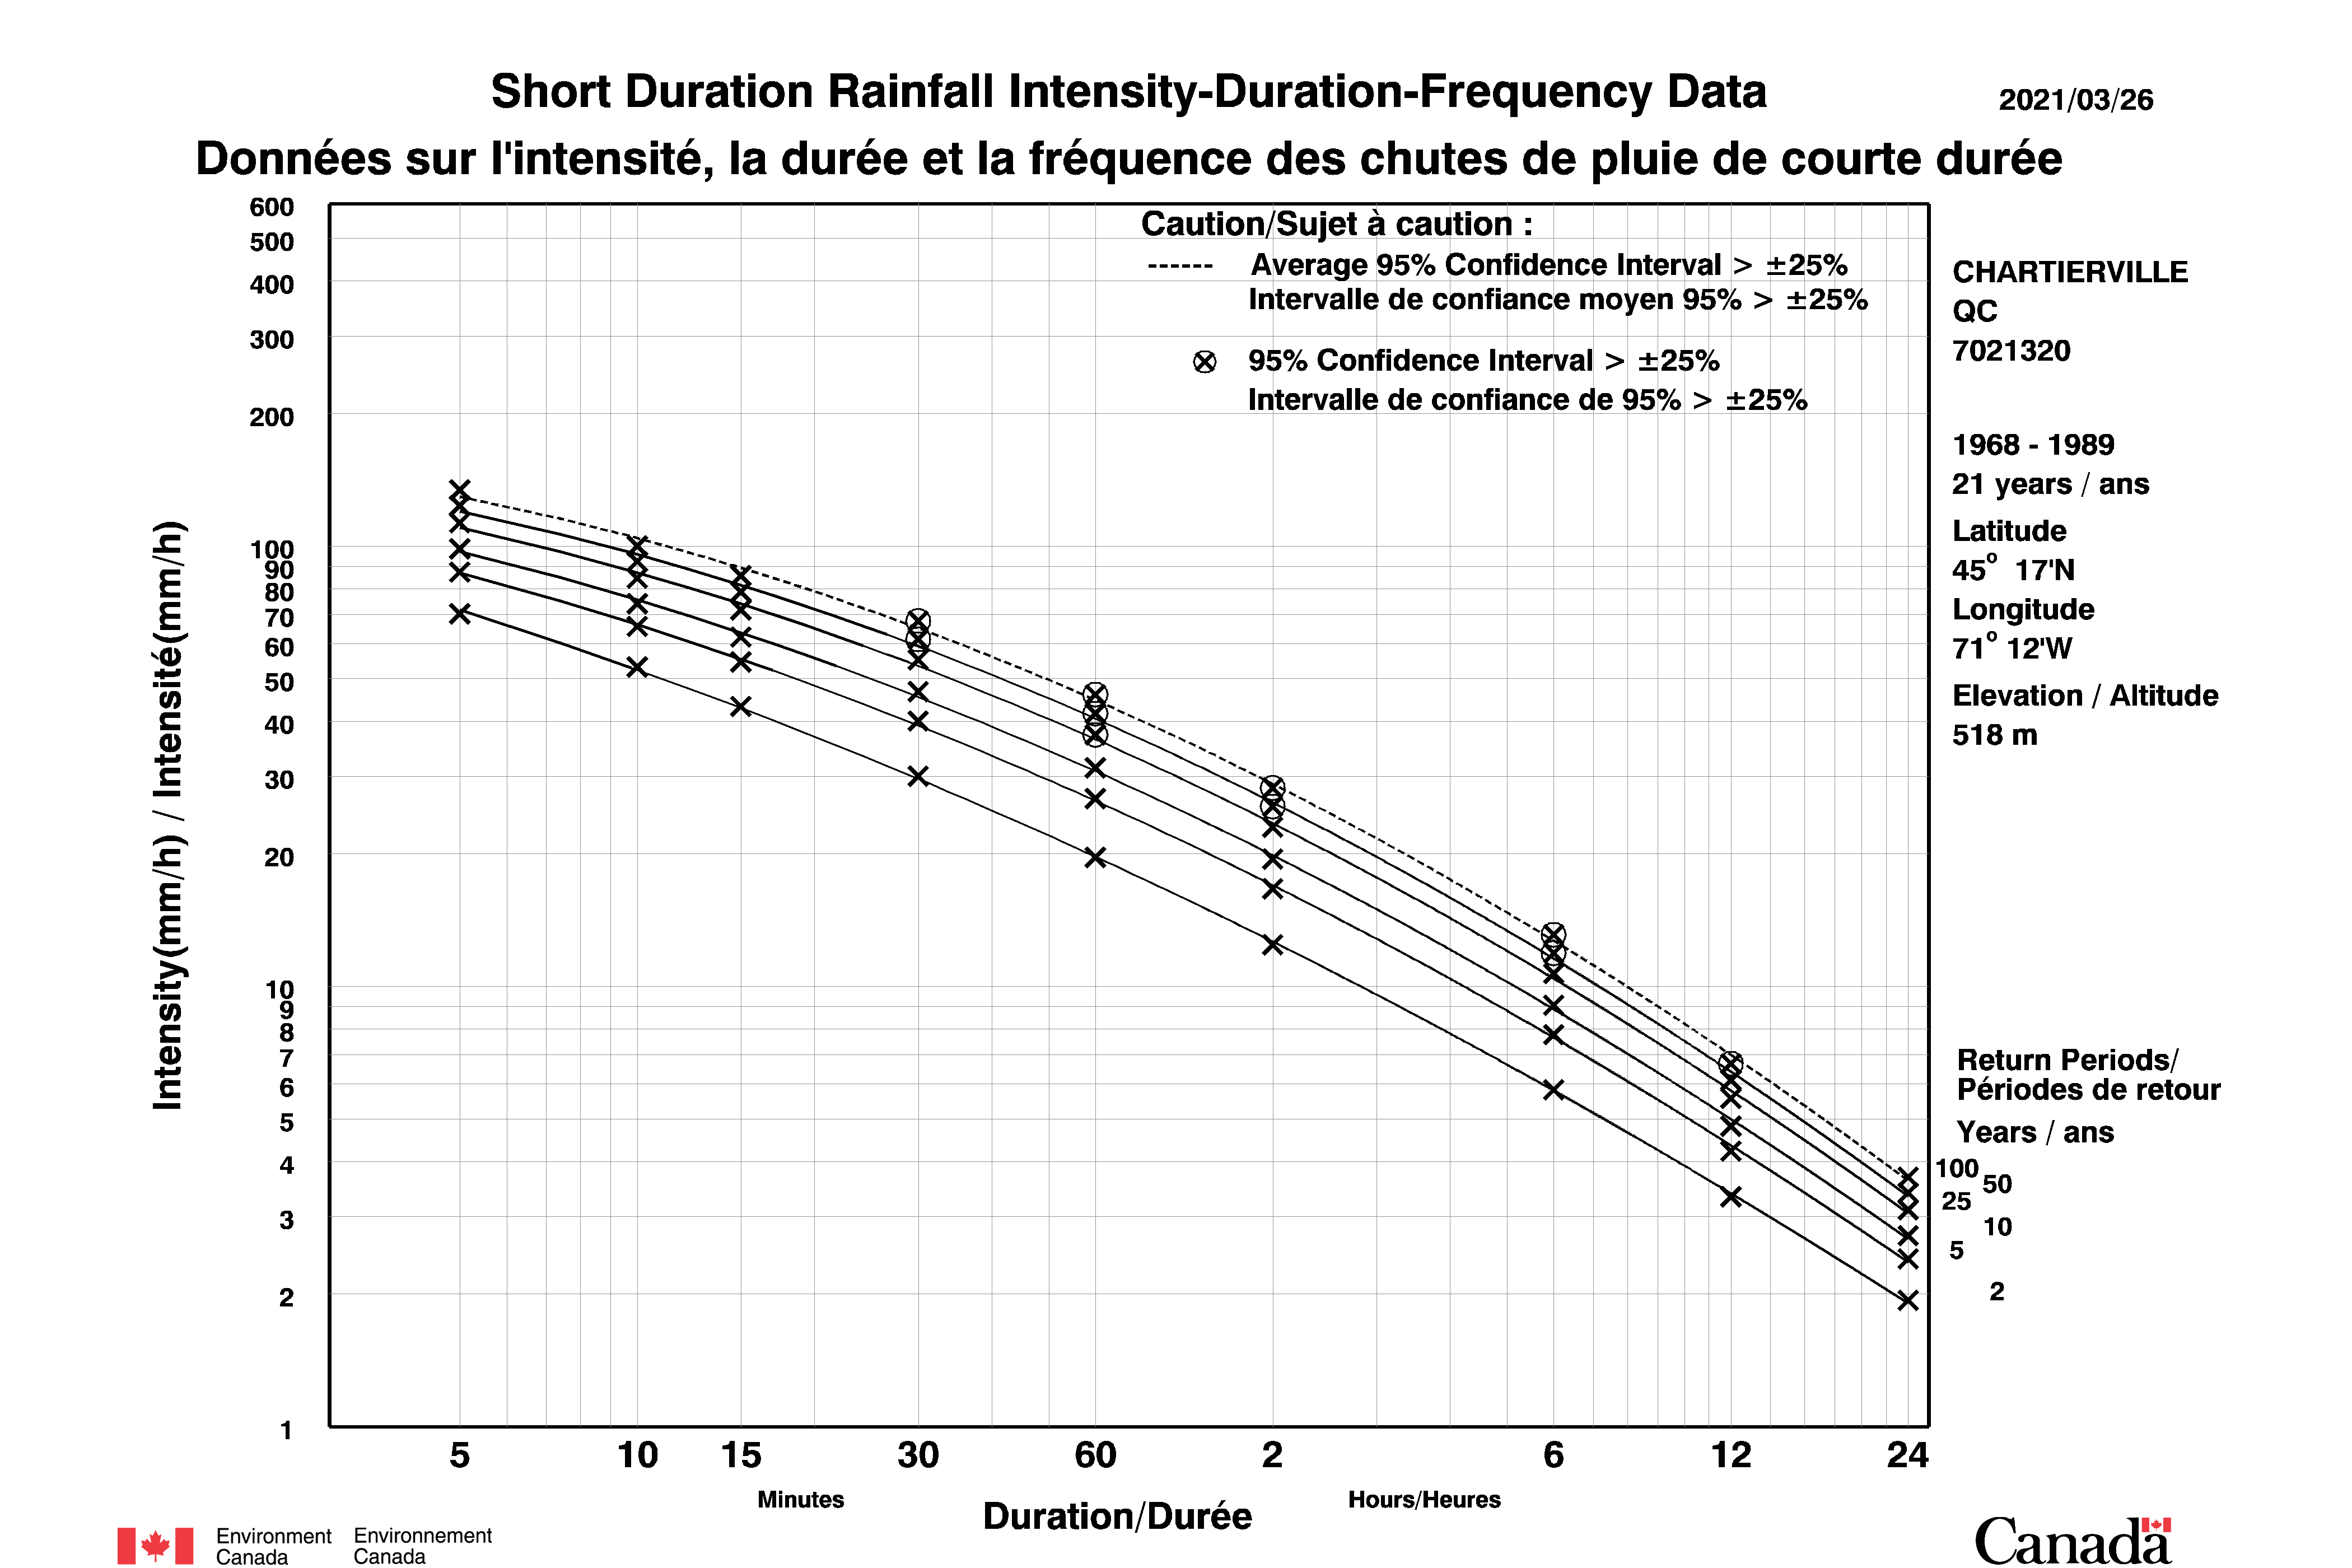 Short Duration Rainfall Intensity-Duration-Frequency Data
2021/03/26
Données sur l'intensité, la durée et la fréquence des chutes de pluie de courte durée
Caution/Sujet à caution :
Average 95% Confidence Interval > ±25%
Intervalle de confiance moyen 95% > ±25%
95% Confidence Interval > ±25%
Intervalle de confiance de 95% > ±25%
CHARTIERVILLE
QC
7021320
1968 - 1989
21 years / ans
Latitude
45° 17'N
Longitude
71° 12'W
Elevation / Altitude
518 m
Return Periods/
Périodes de retour
Years / ans
100
50
25
10
5
2
Intensity(mm/h) / Intensité(mm/h)
600
500
400
300
200
100
90
80
70
60
50
40
30
20
10
9
8
7
6
5
4
3
2
1
5 10 15 30 60 2 6 12 24
Minutes Hours/Heures
Duration/Durée
Environment Environnement
Canada Canada
Canada